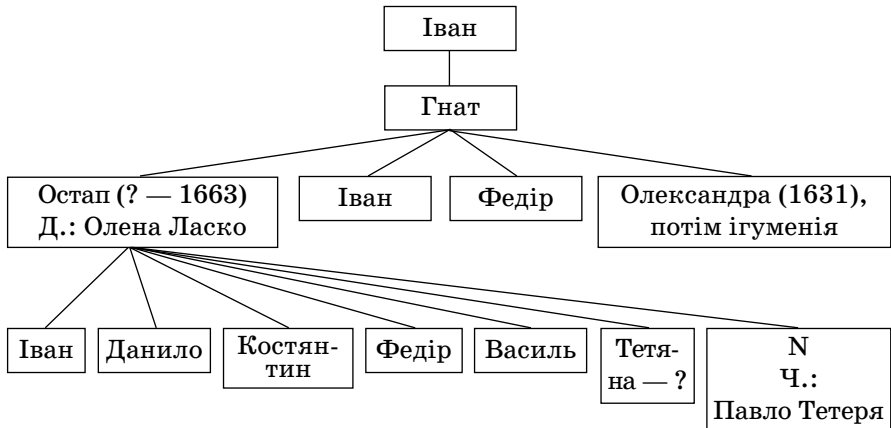 Іван
Гнат
Остап (? — 1663)
Д.: Олена Ласко
Іван
Федір
Олександра (1631),
потім ігуменія
Іван
Данило
Костян-
тин
Федір
Василь
Тетя-
на — ?
N
Ч.:
Павло Тетеря